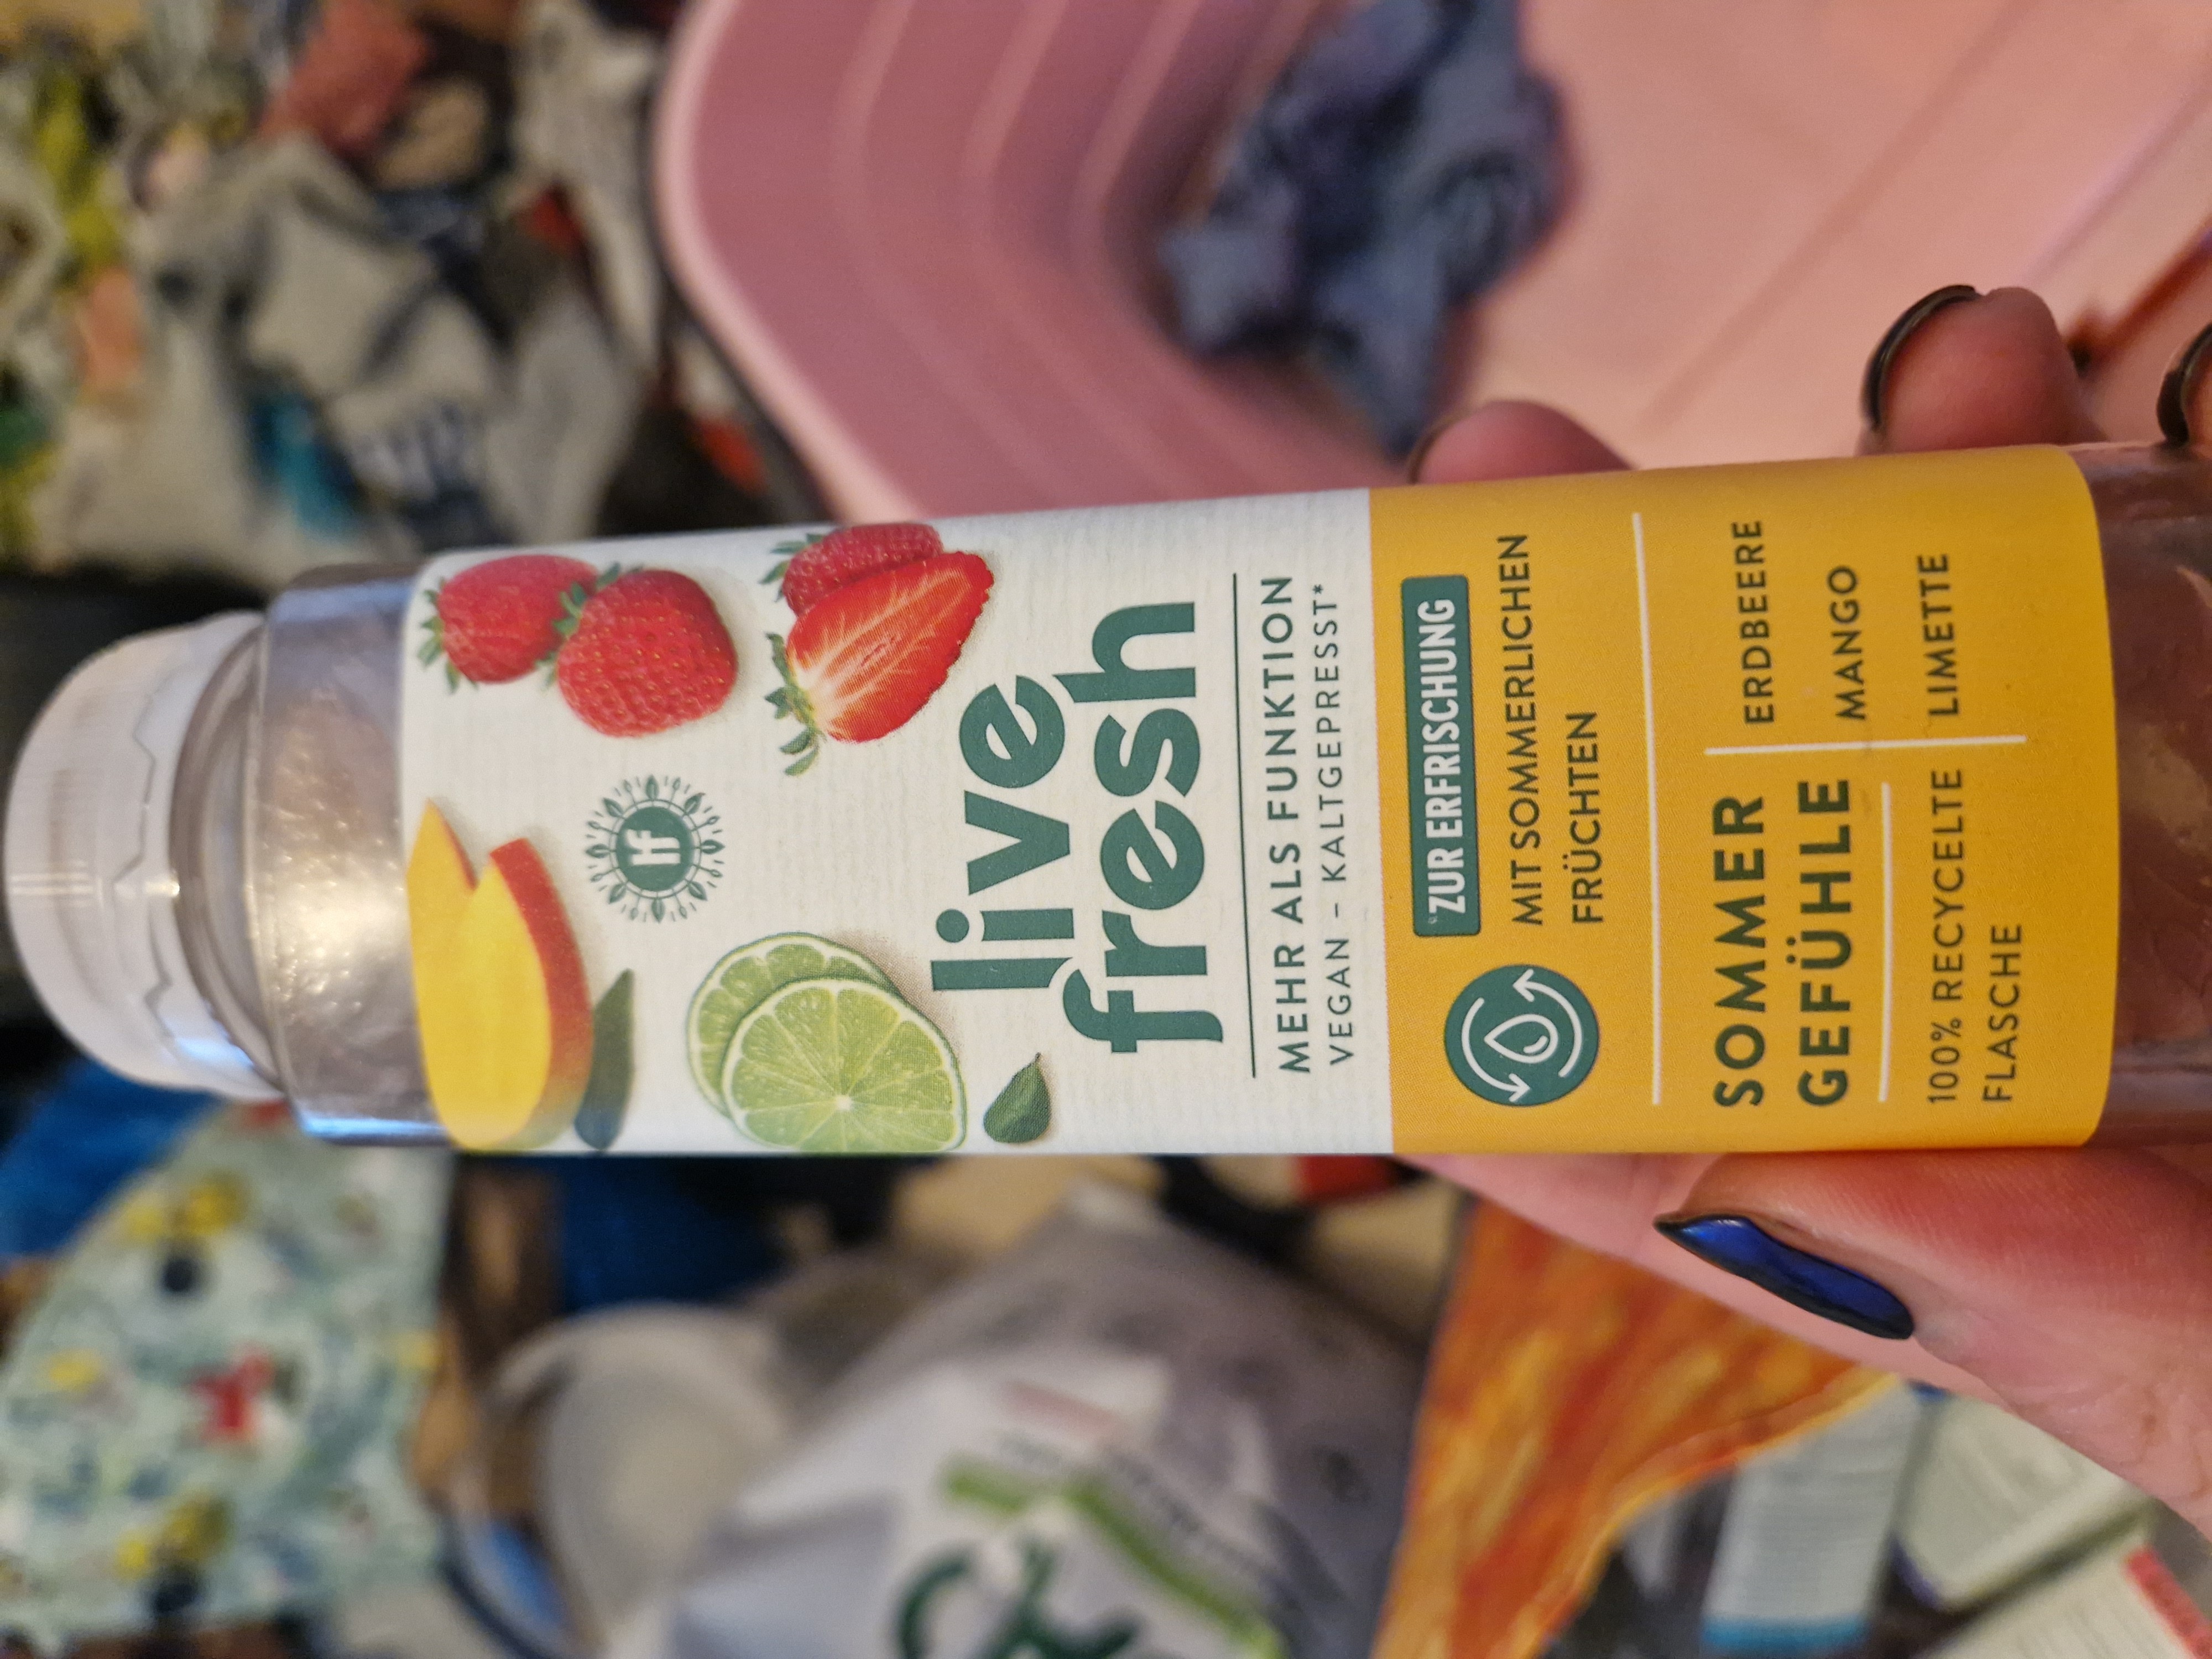 lf
live
fresh
MEHR ALS FUNKTION
VEGAN – KALTGEPRESST*
ZUR ERFRISCHUNG
MIT SOMMERLICHEN
FRÜCHTEN
SOMMER
GEFÜHLE
100% RECYCELTE
FLASCHE
ERDBEERE
MANGO
LIMETTE